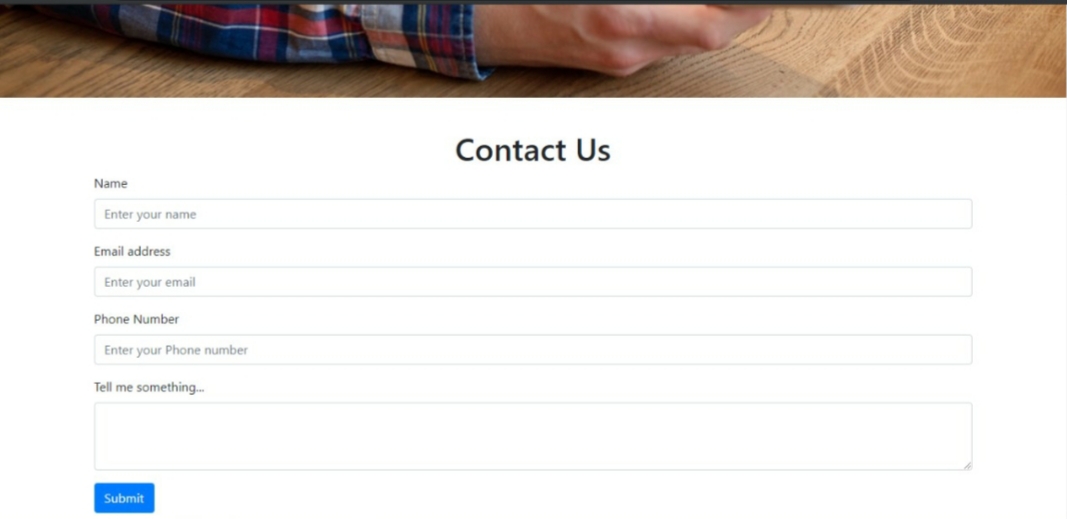 Contact Us
Name
Enter your name
Email address
Enter your email
Phone Number
Enter your Phone number
Tell me something...
Submit